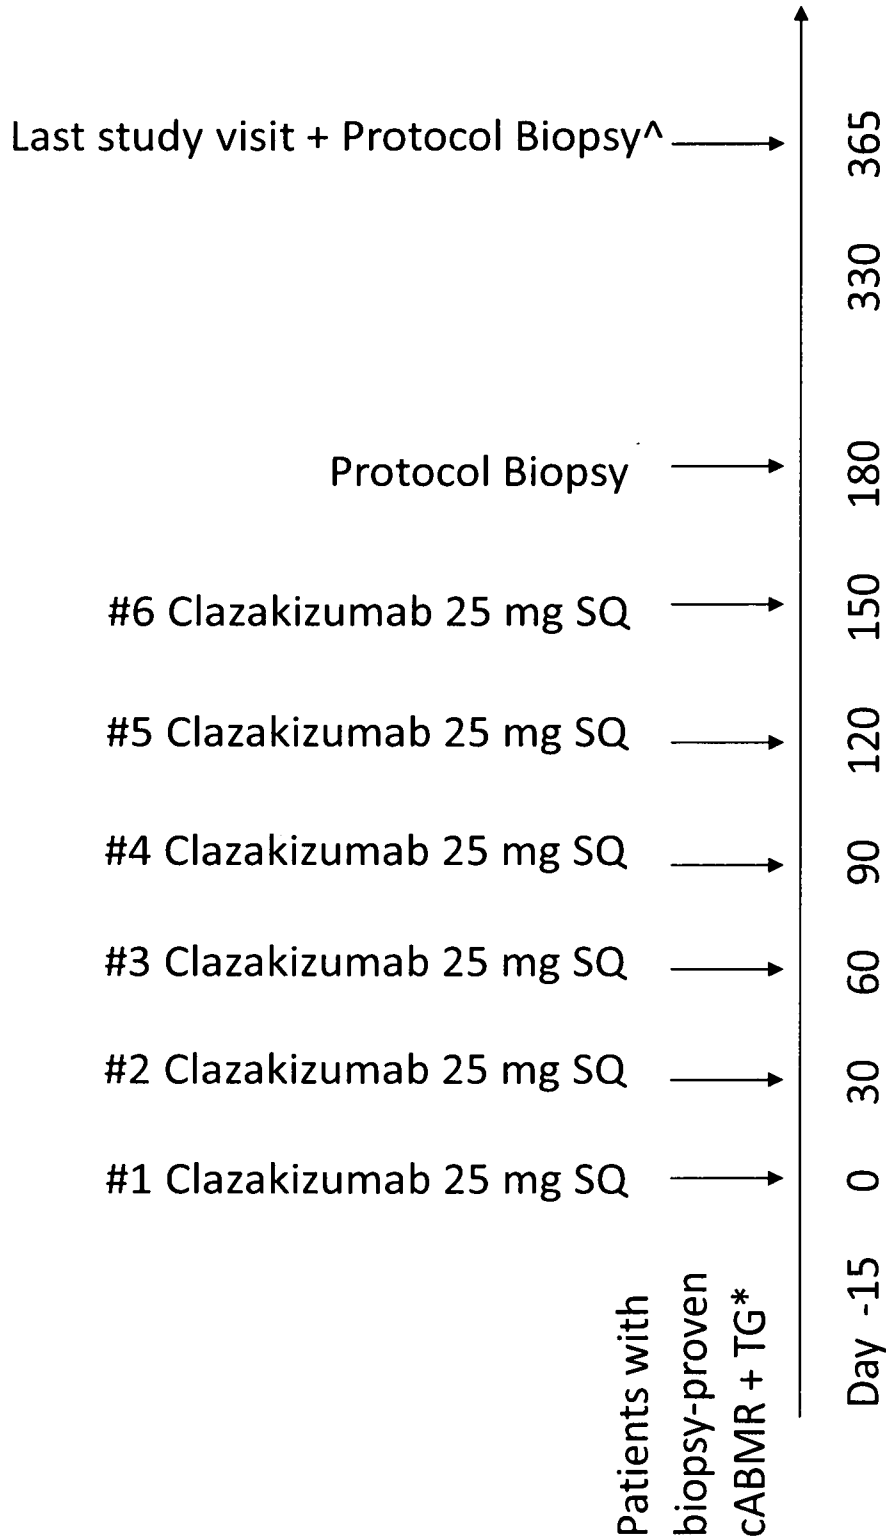 Last study visit + Protocol Biopsy^
365
330
Protocol Biopsy
180
#6 Clazakizumab 25 mg SQ
150
#5 Clazakizumab 25 mg SQ
120
#4 Clazakizumab 25 mg SQ
90
#3 Clazakizumab 25 mg SQ
60
#2 Clazakizumab 25 mg SQ
30
#1 Clazakizumab 25 mg SQ
0
Patients with
biopsy-proven
cABMR + TG*
Day -15